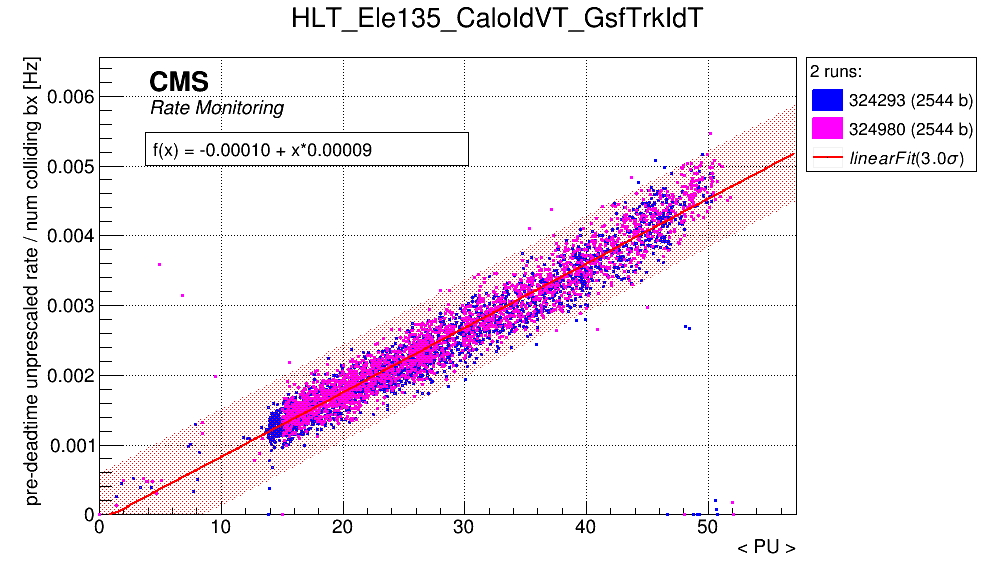 HLT_Ele135_CaloIdVT_GsfTrkIdT
pre-deadtime unprescaled rate / num colliding bx [Hz]
CMS
Rate Monitoring
f(x) = -0.00010 + x*0.00009
2 runs:
324293 (2544 b)
324980 (2544 b)
linearFit(3.0σ)
0.006
0.005
0.004
0.003
0.002
0.001
0
0 10 20 30 40 50
< PU >